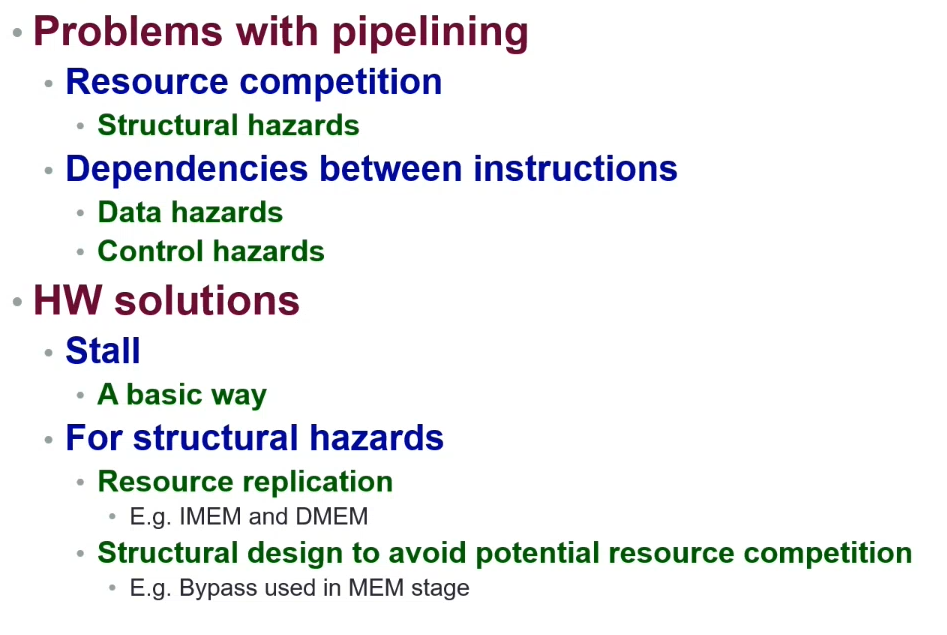 • Problems with pipelining
• Resource competition
• Structural hazards
• Dependencies between instructions
• Data hazards
• Control hazards
• HW solutions
• Stall
• A basic way
• For structural hazards
• Resource replication
• E.g. IMEM and DMEM
• Structural design to avoid potential resource competition
• E.g. Bypass used in MEM stage